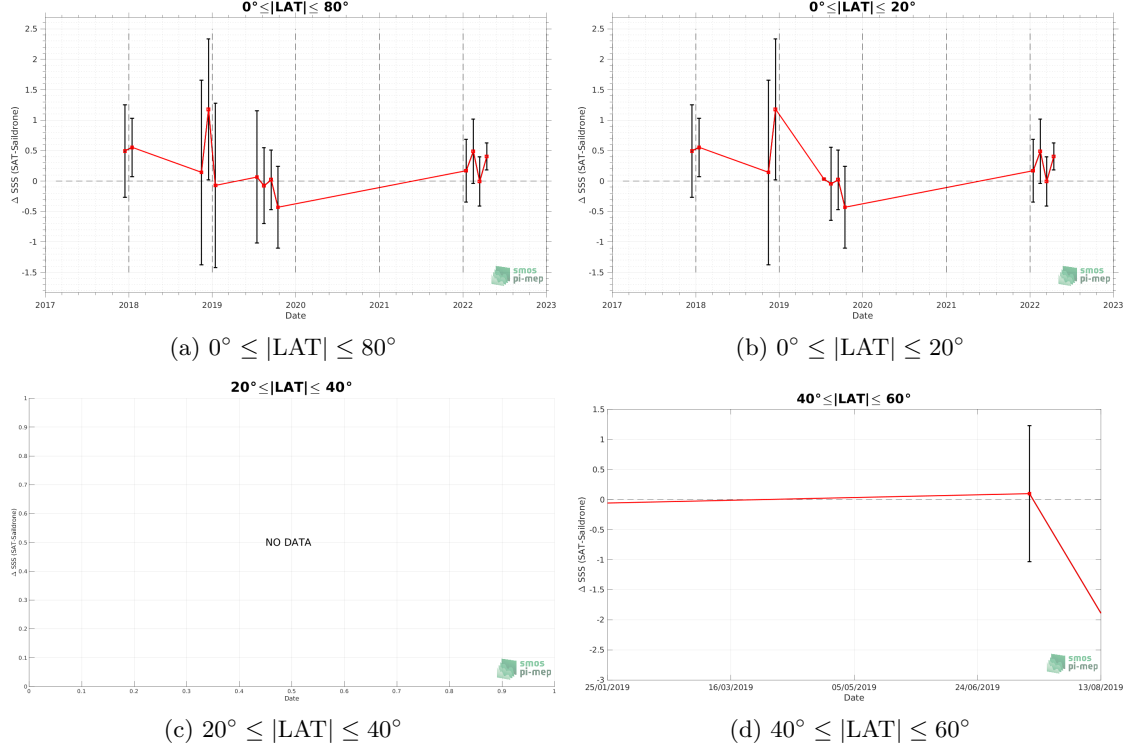 0°≤|LAT|≤ 80°
Δ SSS (SAT-Saildrone)
2.5
2
1.5
1
0.5
0
-0.5
-1
-1.5
2017 2018 2019 2020 2021 2022 2023
Date
smos
pi-mep
(a) 0° ≤ |LAT| ≤ 80°
0°≤|LAT|≤ 20°
Δ SSS (SAT-Saildrone)
2.5
2
1.5
1
0.5
0
-0.5
-1
-1.5
2017 2018 2019 2020 2021 2022 2023
Date
smos
pi-mep
(b) 0° ≤ |LAT| ≤ 20°
20°≤|LAT|≤ 40°
Δ SSS (SAT-Saildrone)
1
0.9
0.8
0.7
0.6
0.5
0.4
0.3
0.2
0.1
0
NO DATA
0 0.1 0.2 0.3 0.4 0.5 0.6 0.7 0.8 0.9 1
Date
smos
pi-mep
(c) 20° ≤ |LAT| ≤ 40°
40°≤|LAT|≤ 60°
Δ SSS (SAT-Saildrone)
1.5
1
0.5
0
-0.5
-1
-1.5
-2
-2.5
-3
25/01/2019 16/03/2019 05/05/2019 24/06/2019 13/08/2019
Date
smos
pi-mep
(d) 40° ≤ |LAT| ≤ 60°